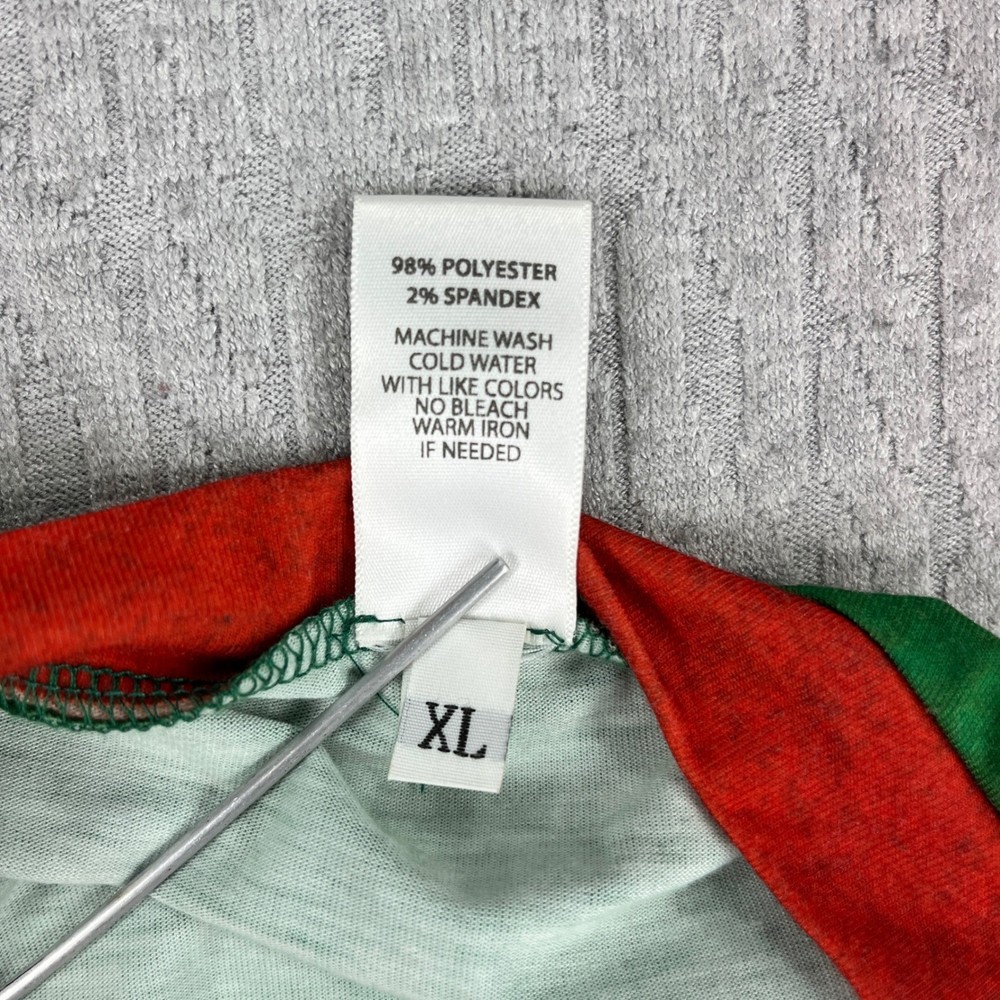 98% POLYESTER
2% SPANDEX
MACHINE WASH
COLD WATER
WITH LIKE COLORS
NO BLEACH
WARM IRON
IF NEEDED
XL